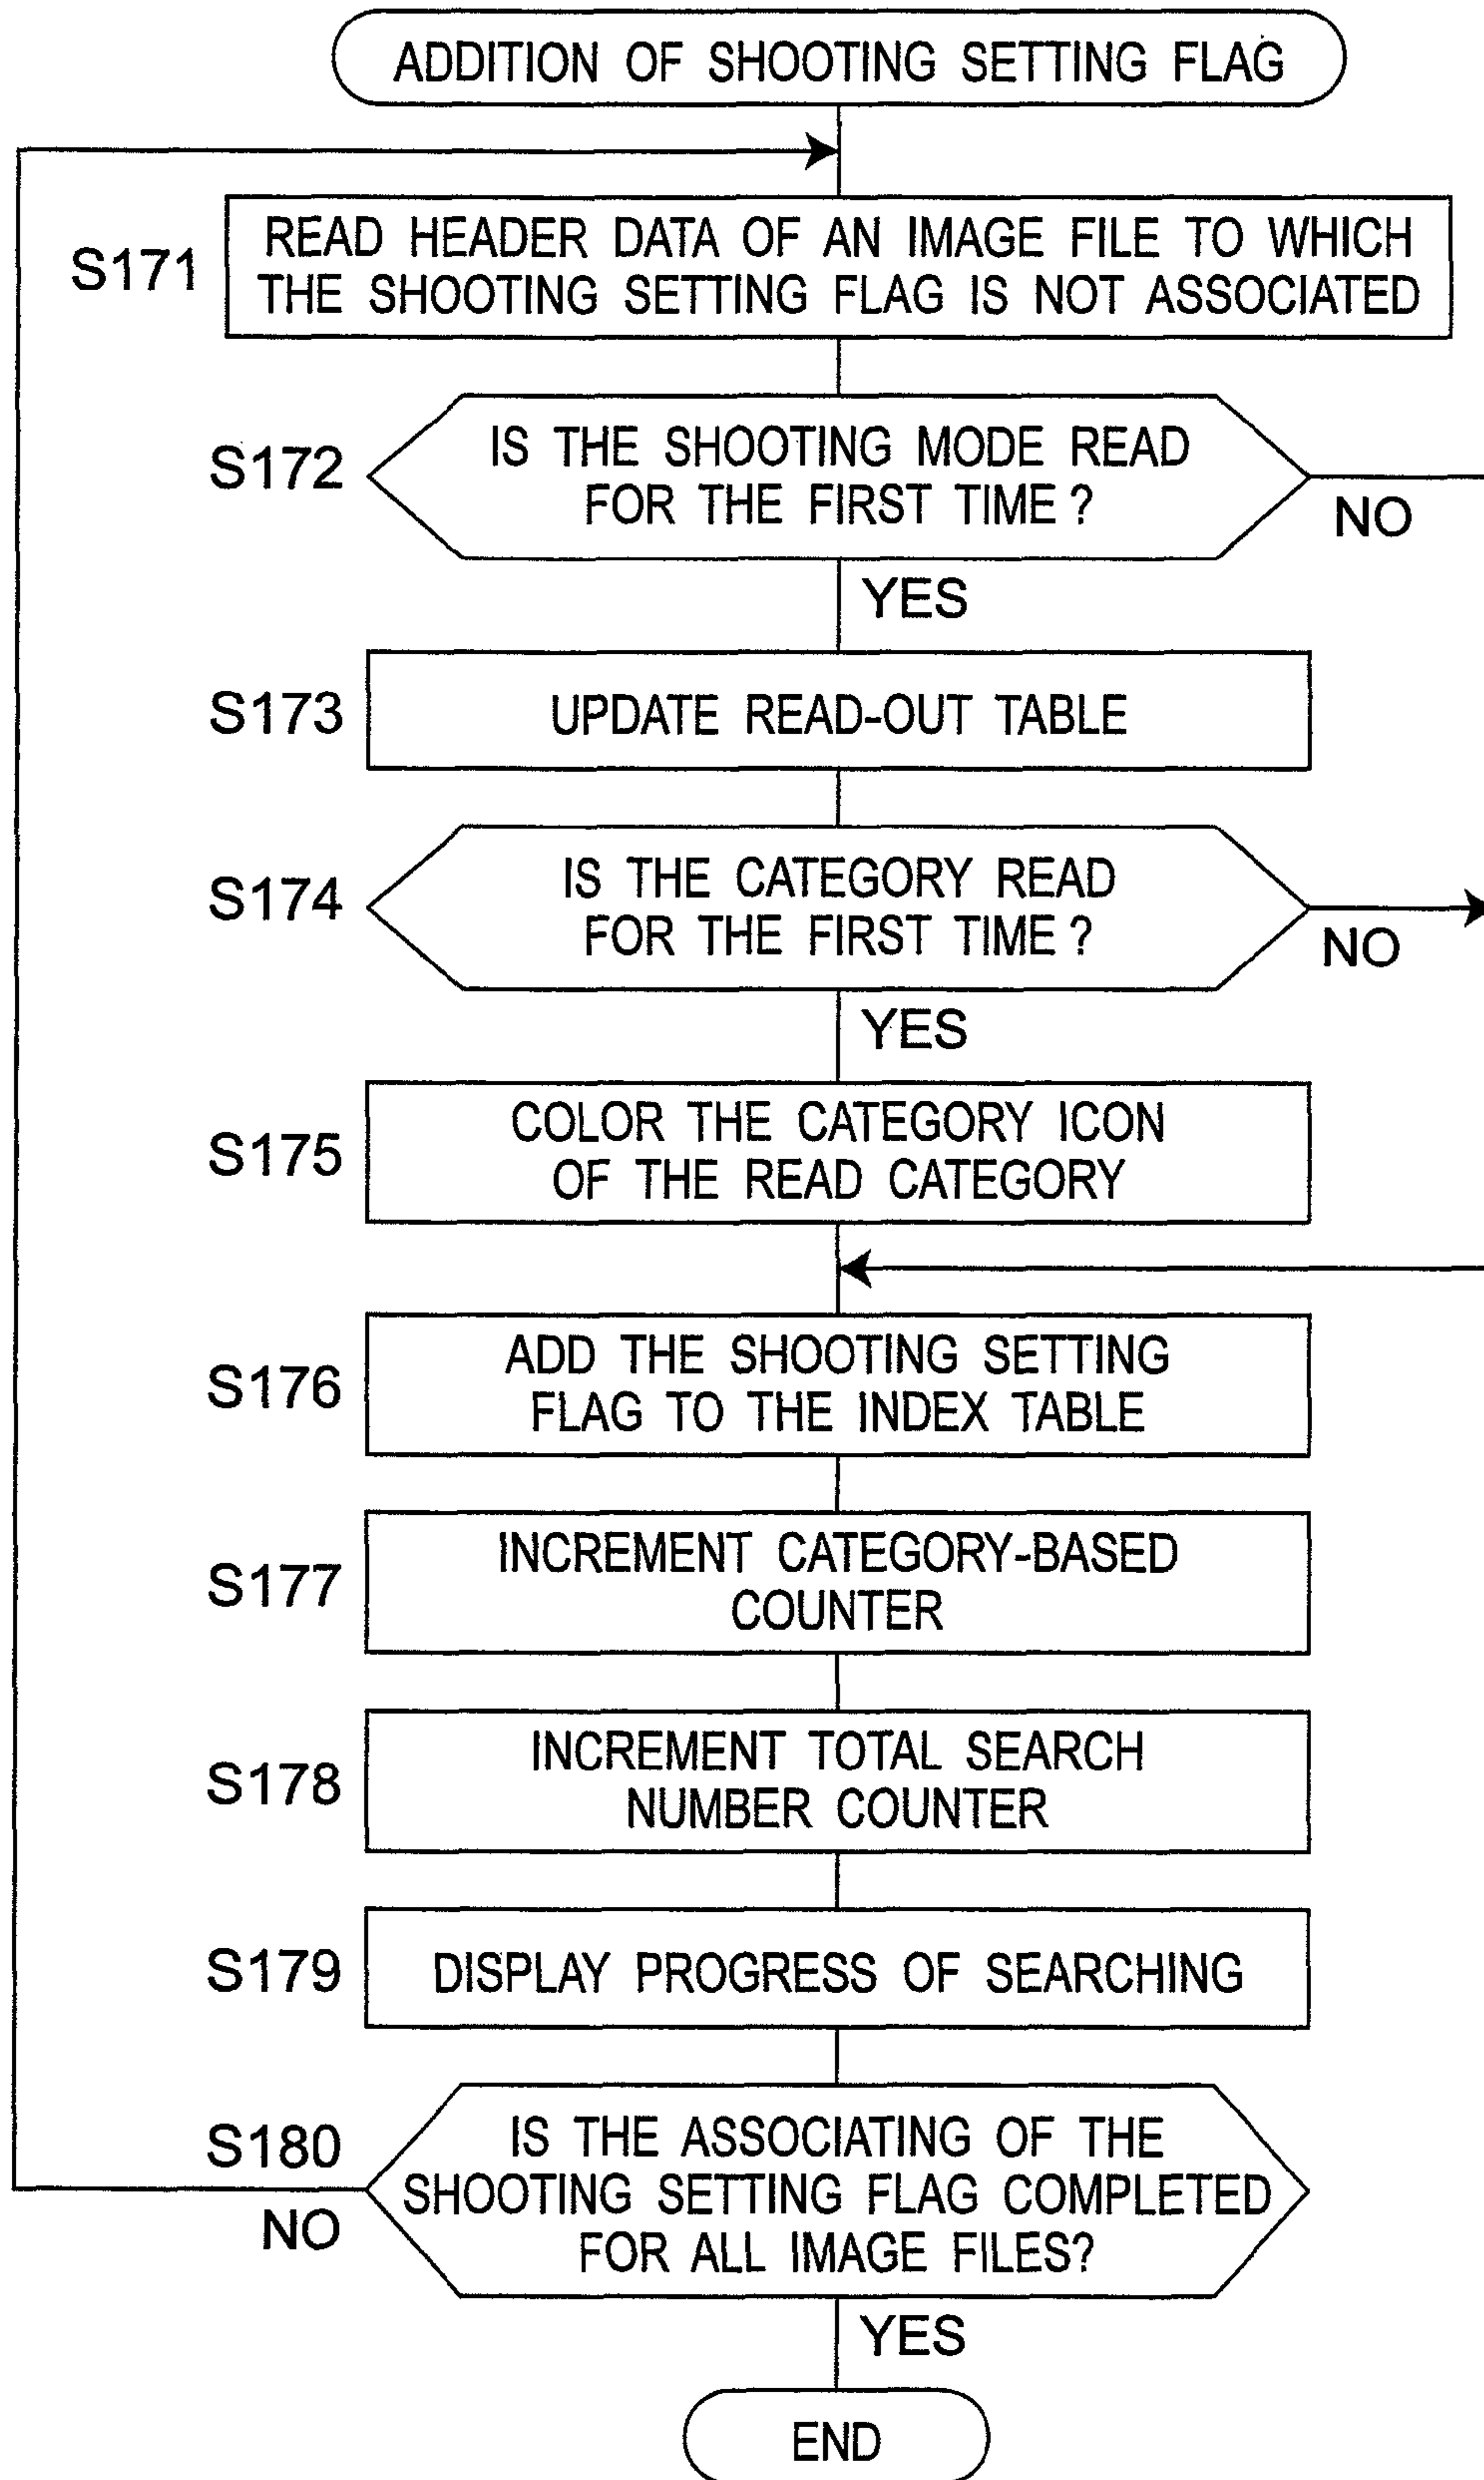 ADDITION OF SHOOTING SETTING FLAG
S171
READ HEADER DATA OF AN IMAGE FILE TO WHICH
THE SHOOTING SETTING FLAG IS NOT ASSOCIATED
S172
IS THE SHOOTING MODE READ
FOR THE FIRST TIME ?
NO
YES
S173
UPDATE READ-OUT TABLE
S174
IS THE CATEGORY READ
FOR THE FIRST TIME ?
NO
YES
S175
COLOR THE CATEGORY ICON
OF THE READ CATEGORY
S176
ADD THE SHOOTING SETTING
FLAG TO THE INDEX TABLE
S177
INCREMENT CATEGORY-BASED
COUNTER
S178
INCREMENT TOTAL SEARCH
NUMBER COUNTER
S179
DISPLAY PROGRESS OF SEARCHING
S180
IS THE ASSOCIATING OF THE
SHOOTING SETTING FLAG COMPLETED
FOR ALL IMAGE FILES?
NO
YES
END